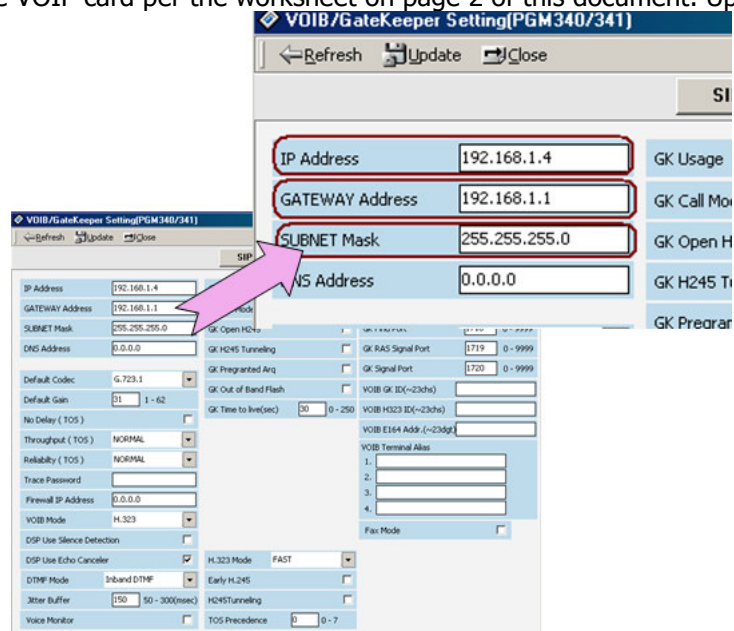 VOIP card per the worksheet on page 2 of this document. Up
VOIB/GateKeeper Setting(PGM340/341)
Refresh Update Close
SI
IP Address 192.168.1.4 GK Usage
GATEWAY Address 192.168.1.1 GK Call Mod
SUBNET Mask 255.255.255.0 GK Open H
NS Address 0.0.0.0 GK H245 Tu
GK Pregran
VOIB/GateKeeper Setting(PGM340/341)
Refresh Update Close
SIP
IP Address 192.168.1.4
GATEWAY Address 192.168.1.1 Mode
SUBNET Mask 255.255.255.0 GK Open H245
DNS Address 0.0.0.0 GK H245 Tunneling GK RAS Signal Port 1719 0 - 9999
GK Pregranted Arq GK Signal Port 1720 0 - 9999
Default Codec G.723.1 GK Out of Band Flash VOIB GK ID(~23chs)
Default Gain 31 1 - 62 GK Time to live(sec) 30 0 - 250 VOIB H323 ID(~23chs)
No Delay ( TOS ) VOIB E164 Addr.(~23dgt)
Throughput ( TOS ) NORMAL VOIB Terminal Alias
Reliabilty ( TOS ) NORMAL 1.
Trace Password 2.
Firewall IP Address 0.0.0.0 3.
4.
VOIB Mode H.323 Fax Mode
DSP Use Silence Detection
DSP Use Echo Canceler H.323 Mode FAST
DTMF Mode Inband DTMF Early H.245
Jitter Buffer 150 50 - 300(msec) H245Tunneling
Voice Monitor TOS Precedence 0 0 - 7